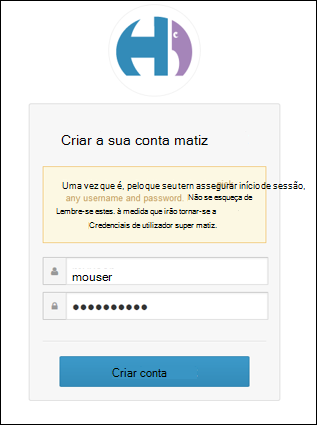 Criar a sua conta matiz
Uma vez que é, pelo que seu tern assegurar início de sessão,
any username and password. Não se esqueça de
Lembre-se estes. à medida que irão tornar-se a
Credenciais de utilizador super matiz.
mouser
●●●●●●●●●●
Criar conta